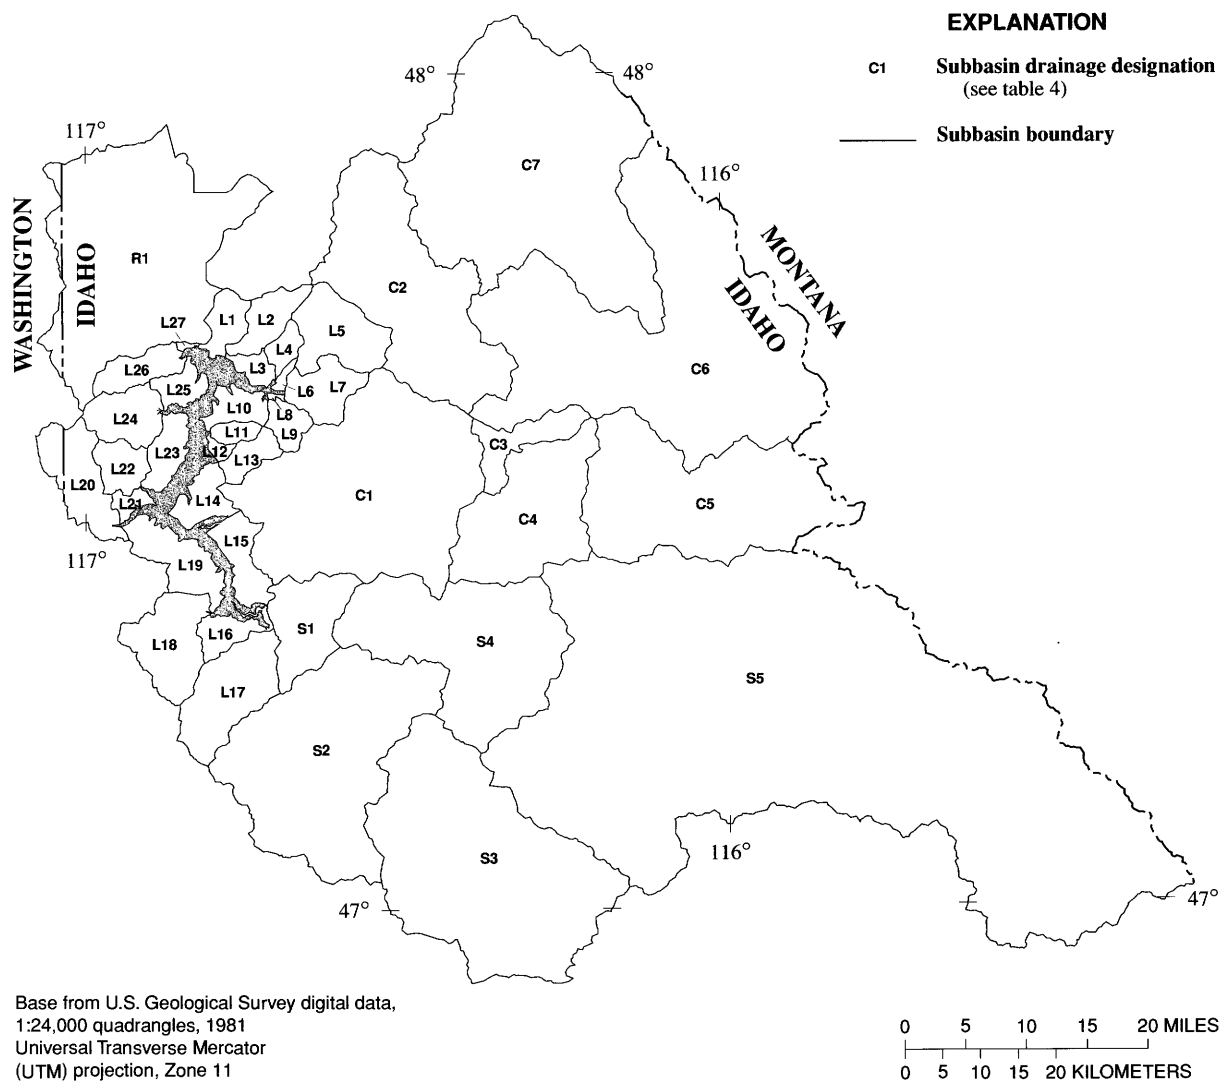 EXPLANATION
C1 Subbasin drainage designation
(see table 4)
Subbasin boundary
48°
48°
117°
116°
WASHINGTON
IDAHO
MONTANA
IDAHO
C7
R1
C2
L27
L1
L2
L5
L4
L26
L3
C6
L25
L6
L7
L24
L10
L8
L11
L9
C3
L23
L12
L13
L22
L20
L21
L14
C1
C5
C4
L15
117°
L19
L16
S1
L18
S4
L17
S5
S2
S3
116°
47°
47°
Base from U.S. Geological Survey digital data,
1:24,000 quadrangles, 1981
Universal Transverse Mercator
(UTM) projection, Zone 11
0 5 10 15 20 MILES
0 5 10 15 20 KILOMETERS